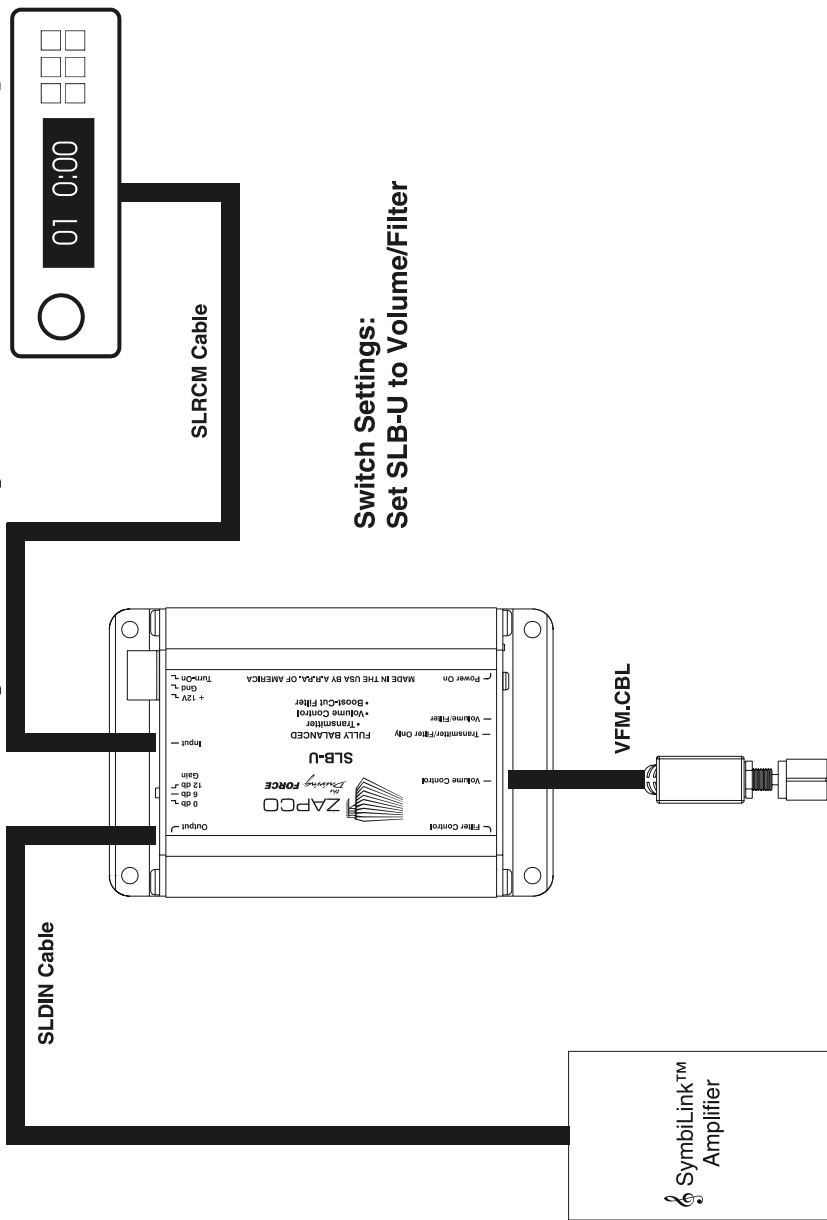 01 0:00
SLRCM Cable
Switch Settings:
Set SLB-U to Volume/Filter
SLDIN Cable
Output
0 db
6 db
12 db
Gain
Input
+ 12V
Gnd
Turn-On
ZAPCO
the Driving FORCE
SLB-U
FULLY BALANCED
• Transmitter
• Volume Control
• Boost-Cut Filter
MADE IN THE USA BY A.R.PA. OF AMERICA
Filter Control
Volume Control
Transmitter/Filter Only
Volume/Filter
Power On
VFM.CBL
SymbiLink™
Amplifier